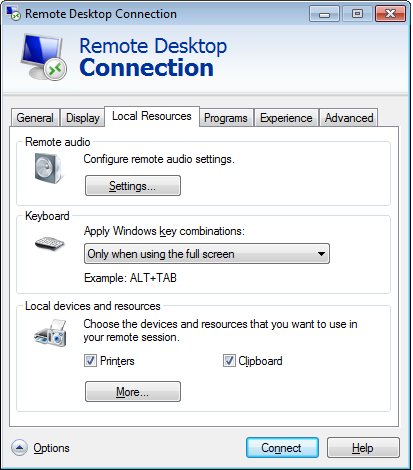 Remote Desktop Connection
Remote Desktop
Connection
General Display Local Resources Programs Experience Advanced
Remote audio
Configure remote audio settings.
Settings...
Keyboard
Apply Windows key combinations:
Only when using the full screen
Example: ALT+TAB
Local devices and resources
Choose the devices and resources that you want to use in
your remote session.
Printers Clipboard
More...
Options Connect Help